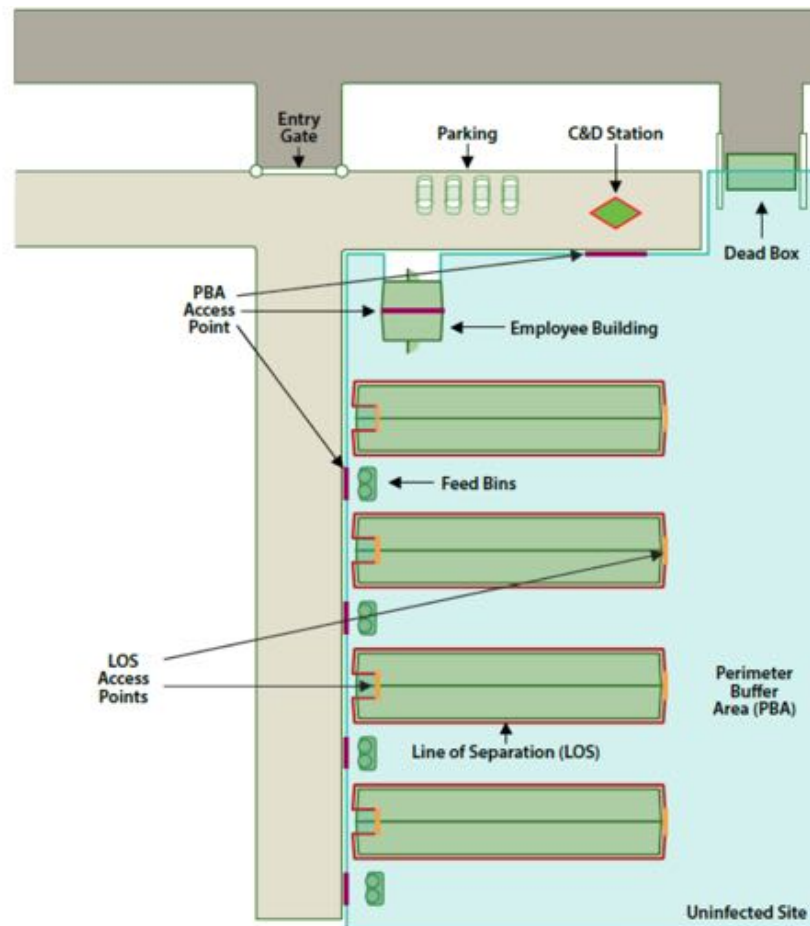 Entry
Gate
Parking
C&D Station
Dead Box
PBA
Access
Point
Employee Building
Feed Bins
LOS
Access
Points
Perimeter
Buffer
Area (PBA)
Line of Separation (LOS)
Uninfected Site